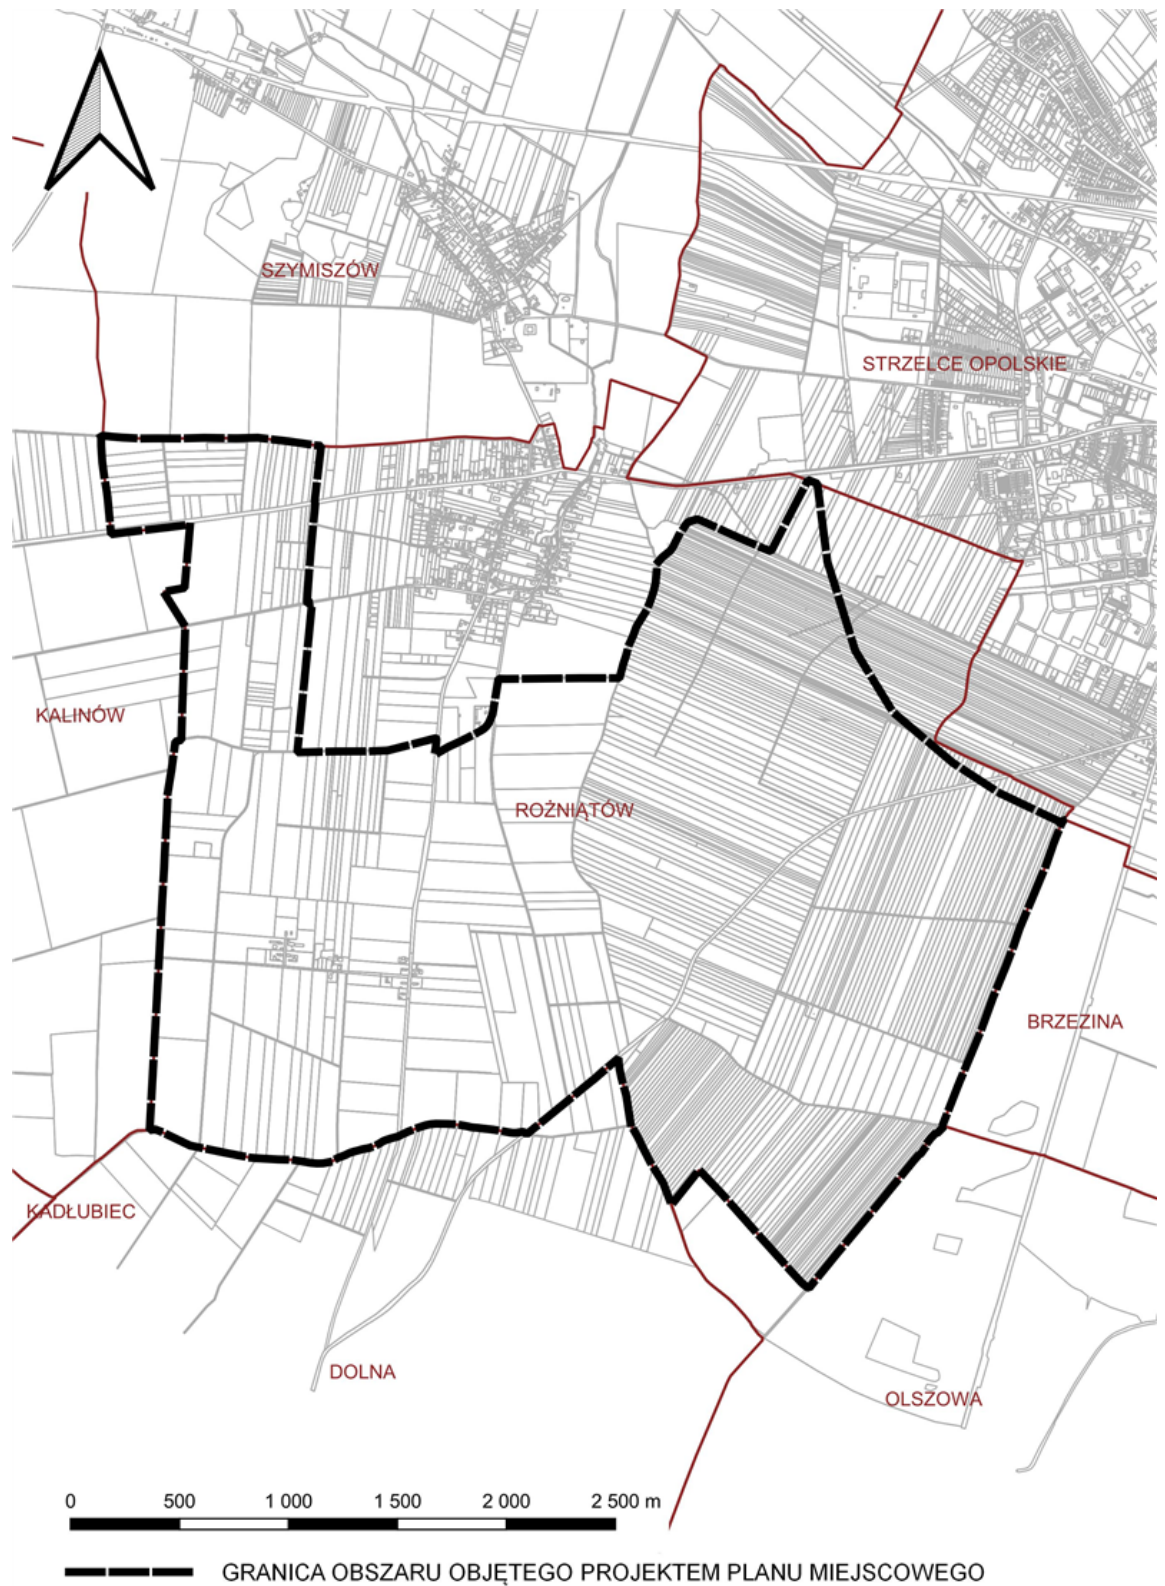 SZYMISZÓW
STRZELCE OPOLSKIE
KALINÓW
ROŻNIĄTÓW
BRZEZINA
KADŁUBIEC
DOLNA
OLSZOWA
0 500 1 000 1 500 2 000 2 500 m
GRANICA OBSZARU OBJĘTEGO PROJEKTEM PLANU MIEJSCOWEGO